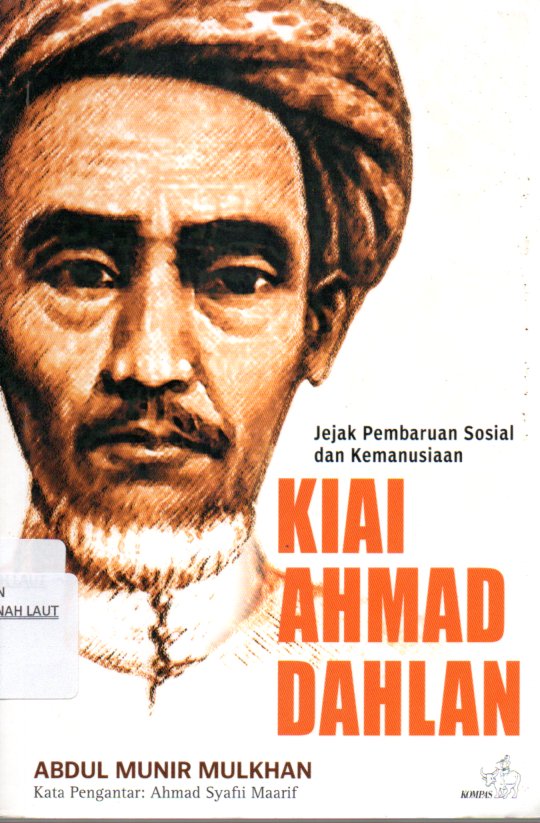 Jejak Pembaruan Sosial
dan Kemanusiaan
KIAI
AHMAD
DAHLAN
N
NAH LAUT
ABDUL MUNIR MULKHAN
Kata Pengantar: Ahmad Syafii Maarif
KOMPAS